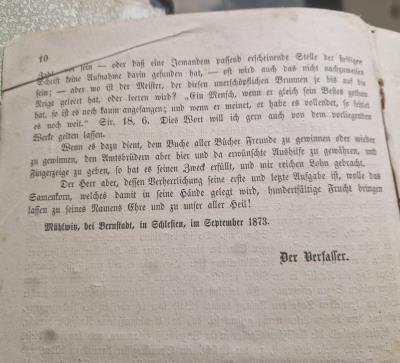 10
Zahl sein — oder daß eine Jemandem passend erscheinende Stelle der heiligen
Schrift keine Aufnahme darin gefunden hat, — oft wird auch das nicht nachzuweisen
sein; — aber wo ist der Meister, der diesen unerschöpflichen Brunnen je bis auf die
Neige geleert hat, oder leeren wird? „Ein Mensch, wenn er gleich sein Bestes gethan
hat, so ist es noch kaum angefangen; und wenn er meinet, er habe es vollendet, so fehlet
es noch weit.“ Sir. 18, 6. Dies Wort will ich gern auch von dem vorliegenden
Werke gelten lassen.
Wenn es dazu dient, dem Buche aller Bücher Freunde zu gewinnen oder wieder
zu gewinnen, den Amtsbrüdern aber hier und da erwünschte Aushilfe zu gewähren, und
Fingerzeige zu geben, so hat es seinen Zweck erfüllt, und mir reichen Lohn gebracht.
Der Herr aber, dessen Verherrlichung seine erste und letzte Aufgabe ist, wolle das
Samenkorn, welches damit in seine Hände gelegt wird, hundertfältige Frucht bringen
lassen zu seines Namens Ehre und zu unser aller Heil!
Mühlwitz, bei Bernstadt, in Schlesien, im September 1873.
Der Verfasser.